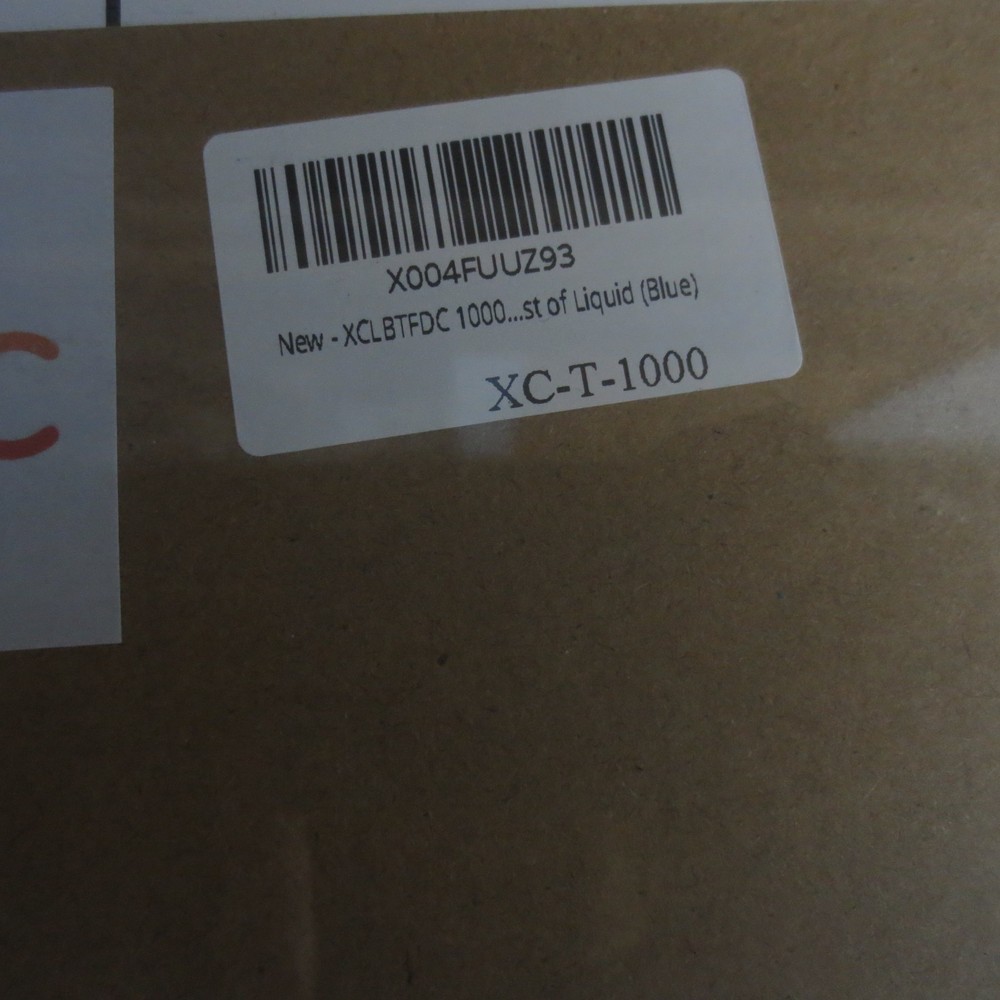 X004FUUZ93
New - XCLBTFDC 1000...st of Liquid (Blue)
XC-T-1000
C